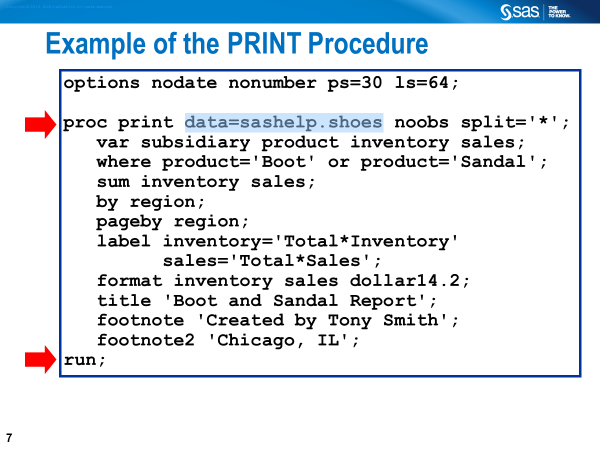 sas THE
POWER
TO KNOW.
Example of the PRINT Procedure
options nodate nonumber ps=30 ls=64;
proc print data=sashelp.shoes noobs split='*';
   var subsidiary product inventory sales;
   where product='Boot' or product='Sandal';
   sum inventory sales;
   by region;
   pageby region;
   label inventory='Total*Inventory'
         sales='Total*Sales';
   format inventory sales dollar14.2;
   title 'Boot and Sandal Report';
   footnote 'Created by Tony Smith';
   footnote2 'Chicago, IL';
run;
7